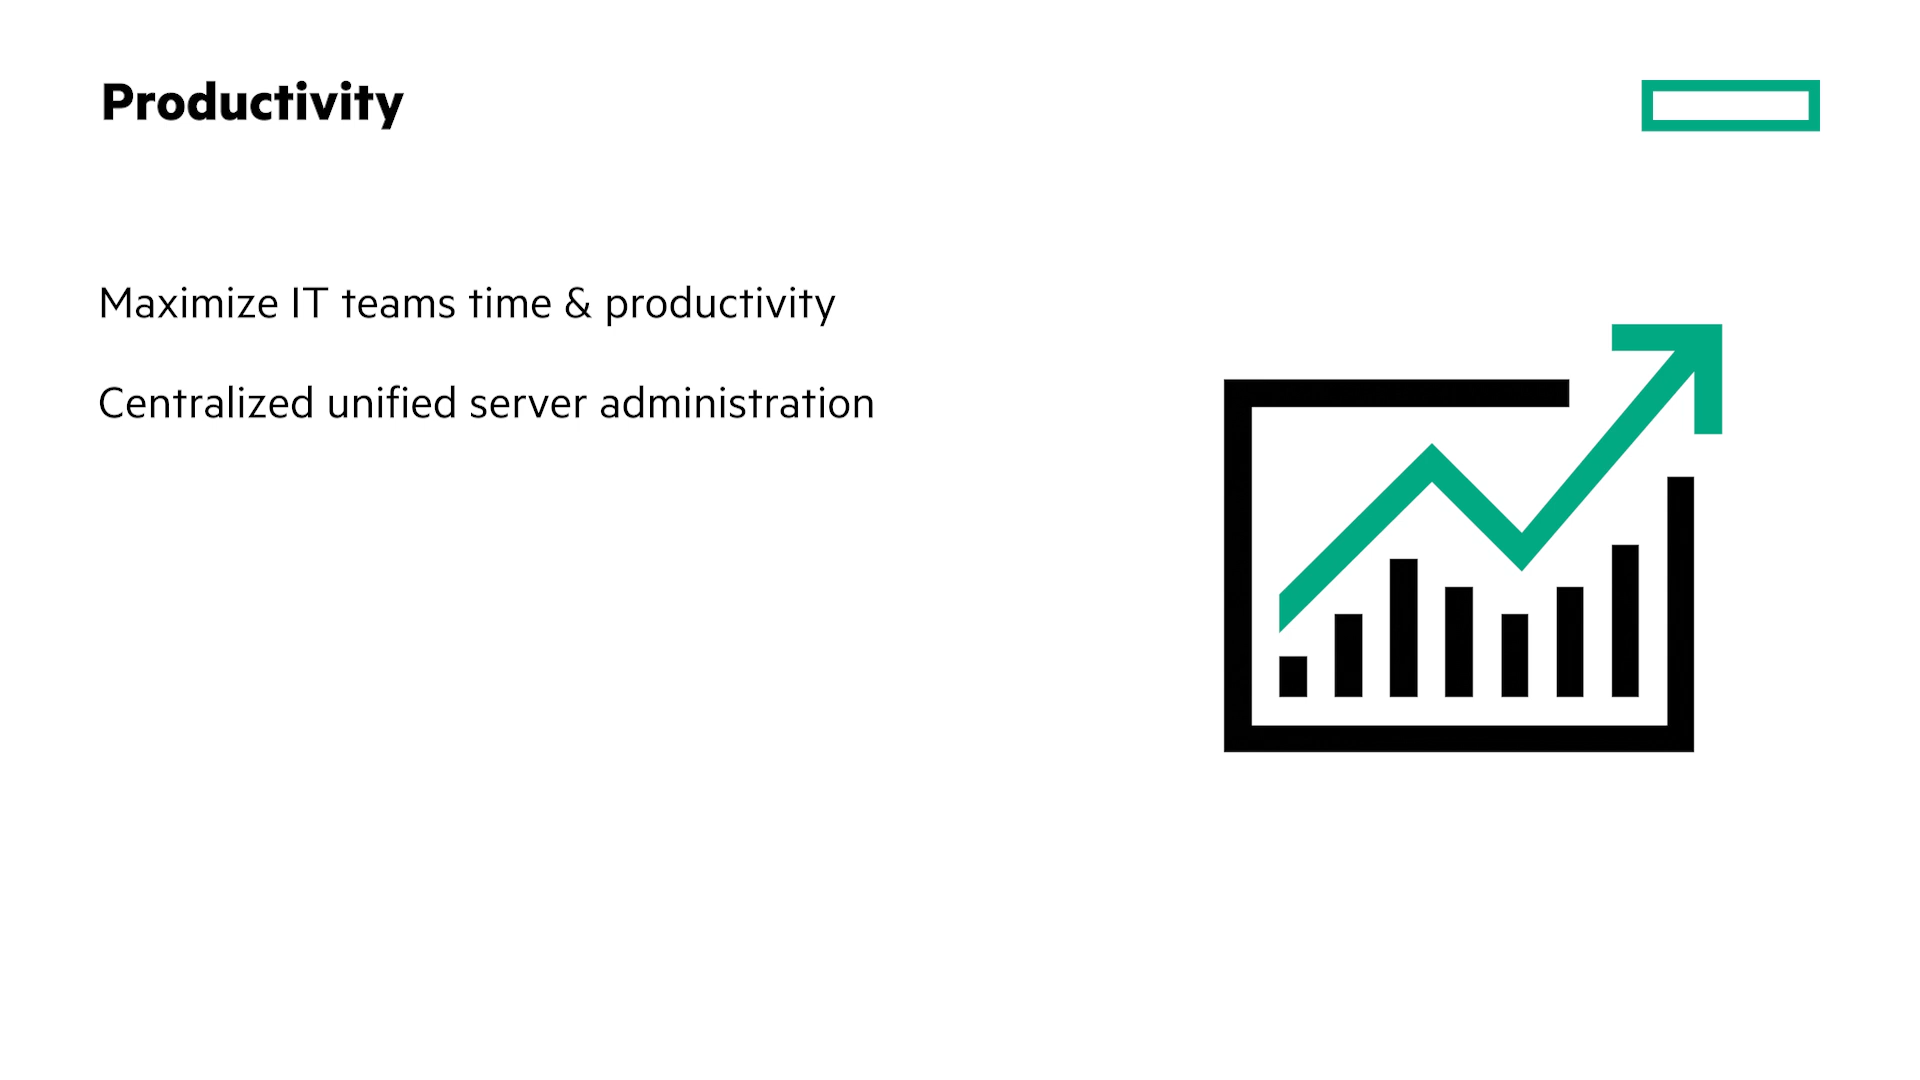 Productivity
Maximize IT teams time & productivity
Centralized unified server administration